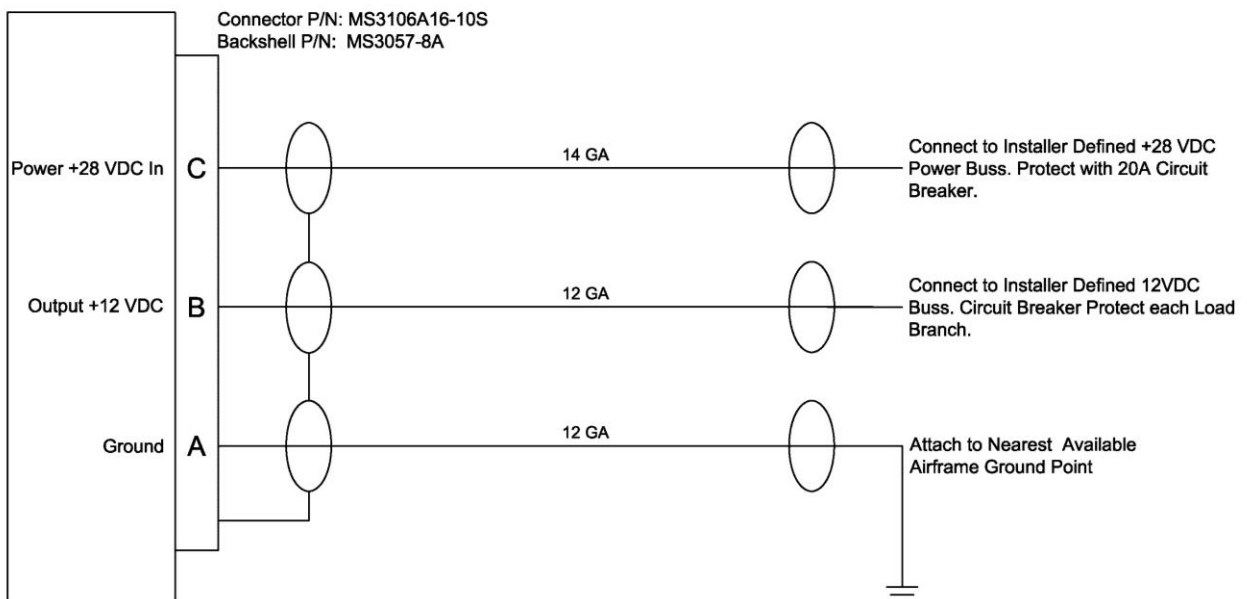 Connector P/N: MS3106A16-10S
Backshell P/N: MS3057-8A
Power +28 VDC In
C
14 GA
Connect to Installer Defined +28 VDC
Power Buss. Protect with 20A Circuit
Breaker.
Output +12 VDC
B
12 GA
Connect to Installer Defined 12VDC
Buss. Circuit Breaker Protect each Load
Branch.
Ground
A
12 GA
Attach to Nearest Available
Airframe Ground Point